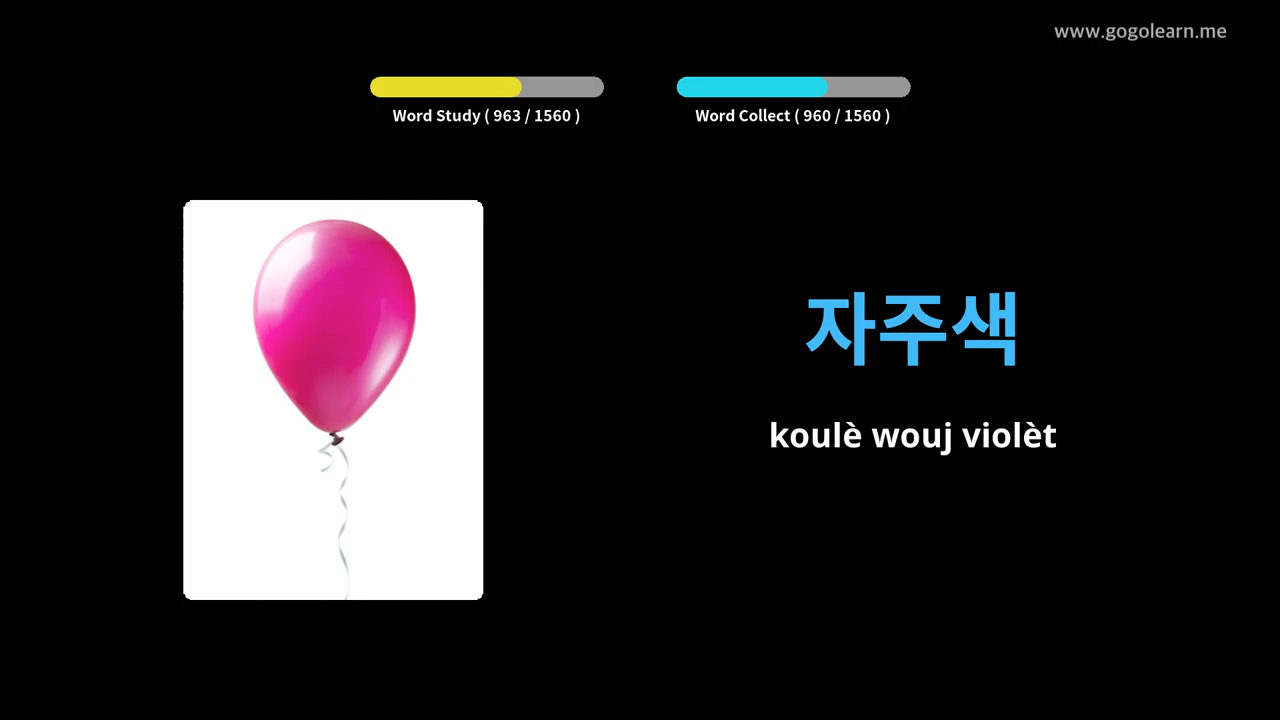 www.gogolearn.me
Word Study ( 963 / 1560 )
Word Collect ( 960 / 1560 )
자주색
koulè wouj violèt